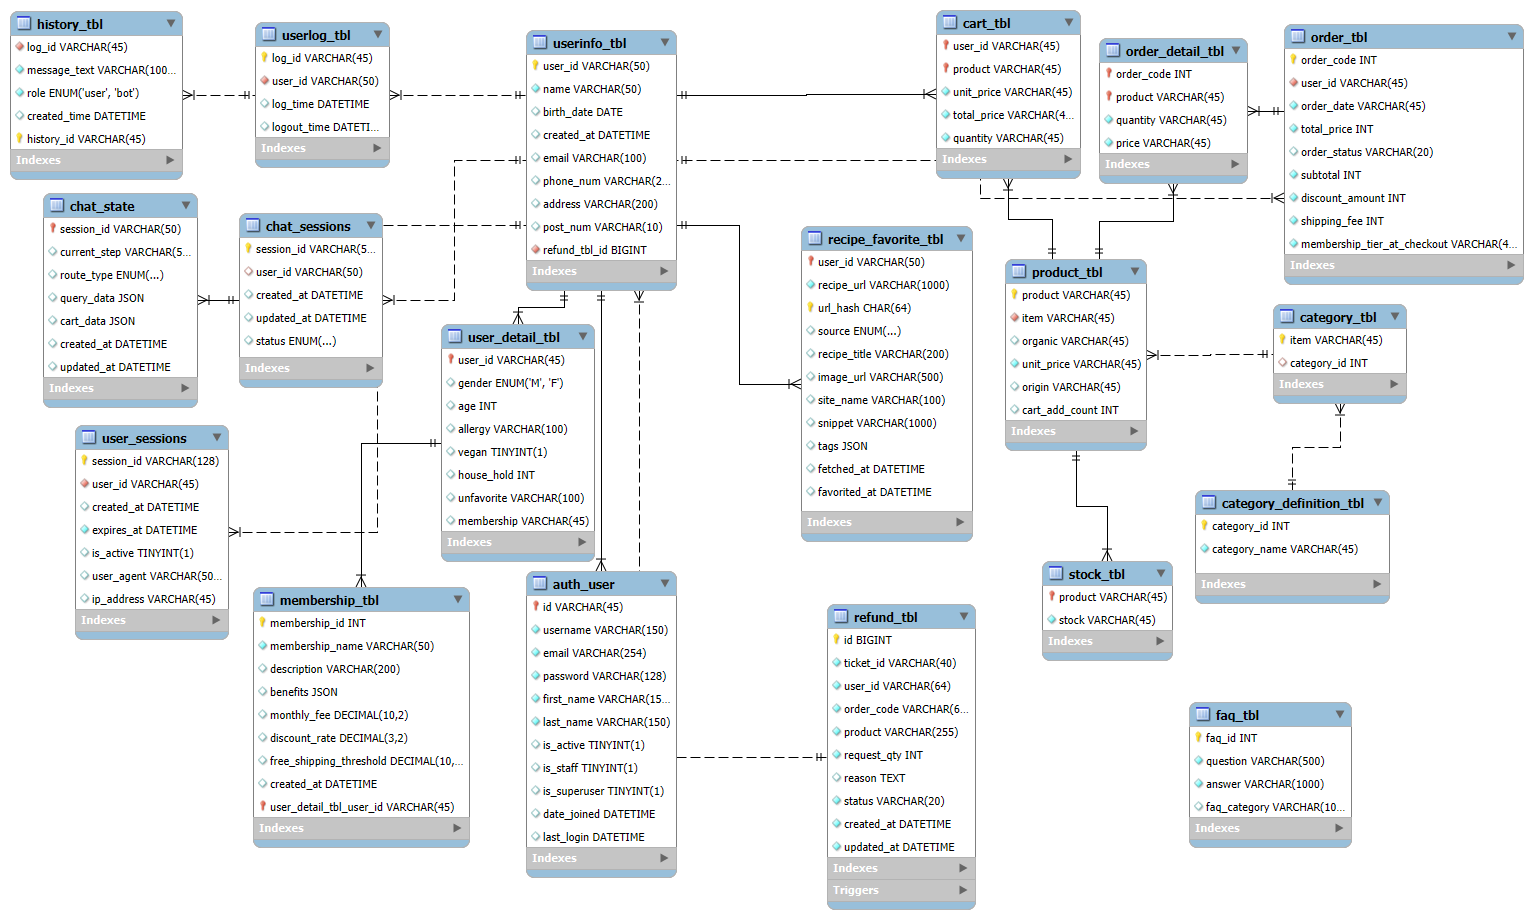 history_tbl
log_id VARCHAR(45)
message_text VARCHAR(100...
role ENUM('user', 'bot')
created_time DATETIME
history_id VARCHAR(45)
Indexes
userlog_tbl
log_id VARCHAR(45)
user_id VARCHAR(50)
log_time DATETIME
logout_time DATETI...
Indexes
userinfo_tbl
user_id VARCHAR(50)
name VARCHAR(50)
birth_date DATE
created_at DATETIME
email VARCHAR(100)
phone_num VARCHAR(2...
address VARCHAR(200)
post_num VARCHAR(10)
refund_tbl_id BIGINT
Indexes
cart_tbl
user_id VARCHAR(45)
product VARCHAR(45)
unit_price VARCHAR(45)
total_price VARCHAR(4...
quantity VARCHAR(45)
Indexes
order_detail_tbl
order_code INT
product VARCHAR(45)
quantity VARCHAR(45)
price VARCHAR(45)
Indexes
order_tbl
order_code INT
user_id VARCHAR(45)
order_date VARCHAR(45)
total_price INT
order_status VARCHAR(20)
subtotal INT
discount_amount INT
shipping_fee INT
membership_tier_at_checkout VARCHAR(4...
Indexes
chat_state
session_id VARCHAR(50)
current_step VARCHAR(5...
route_type ENUM(...)
query_data JSON
cart_data JSON
created_at DATETIME
updated_at DATETIME
Indexes
chat_sessions
session_id VARCHAR(5...
user_id VARCHAR(50)
created_at DATETIME
updated_at DATETIME
status ENUM(...)
Indexes
recipe_favorite_tbl
user_id VARCHAR(50)
recipe_url VARCHAR(1000)
url_hash CHAR(64)
source ENUM(...)
recipe_title VARCHAR(200)
image_url VARCHAR(500)
site_name VARCHAR(100)
snippet VARCHAR(1000)
tags JSON
fetched_at DATETIME
favorited_at DATETIME
Indexes
product_tbl
product VARCHAR(45)
item VARCHAR(45)
organic VARCHAR(45)
unit_price VARCHAR(45)
origin VARCHAR(45)
cart_add_count INT
Indexes
category_tbl
item VARCHAR(45)
category_id INT
Indexes
user_detail_tbl
user_id VARCHAR(45)
gender ENUM('M', 'F')
age INT
allergy VARCHAR(100)
vegan TINYINT(1)
house_hold INT
unfavorite VARCHAR(100)
membership VARCHAR(45)
Indexes
user_sessions
session_id VARCHAR(128)
user_id VARCHAR(45)
created_at DATETIME
expires_at DATETIME
is_active TINYINT(1)
user_agent VARCHAR(50...
ip_address VARCHAR(45)
Indexes
category_definition_tbl
category_id INT
category_name VARCHAR(45)
Indexes
stock_tbl
product VARCHAR(45)
stock VARCHAR(45)
Indexes
membership_tbl
membership_id INT
membership_name VARCHAR(50)
description VARCHAR(200)
benefits JSON
monthly_fee DECIMAL(10,2)
discount_rate DECIMAL(3,2)
free_shipping_threshold DECIMAL(10,...
created_at DATETIME
user_detail_tbl_user_id VARCHAR(45)
Indexes
auth_user
id VARCHAR(45)
username VARCHAR(150)
email VARCHAR(254)
password VARCHAR(128)
first_name VARCHAR(15...
last_name VARCHAR(150)
is_active TINYINT(1)
is_staff TINYINT(1)
is_superuser TINYINT(1)
date_joined DATETIME
last_login DATETIME
Indexes
refund_tbl
id BIGINT
ticket_id VARCHAR(40)
user_id VARCHAR(64)
order_code VARCHAR(6...
product VARCHAR(255)
request_qty INT
reason TEXT
status VARCHAR(20)
created_at DATETIME
updated_at DATETIME
Indexes
Triggers
faq_tbl
faq_id INT
question VARCHAR(500)
answer VARCHAR(1000)
faq_category VARCHAR(10...
Indexes